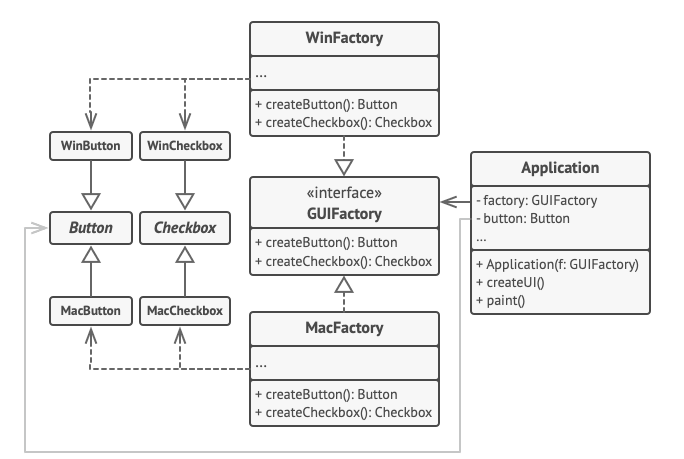 WinFactory
...
+ createButton(): Button
+ createCheckbox(): Checkbox
WinButton
WinCheckbox
Button
Checkbox
MacButton
MacCheckbox
«interface»
GUIFactory
+ createButton(): Button
+ createCheckbox(): Checkbox
MacFactory
...
+ createButton(): Button
+ createCheckbox(): Checkbox
Application
- factory: GUIFactory
- button: Button
...
+ Application(f: GUIFactory)
+ createUI()
+ paint()